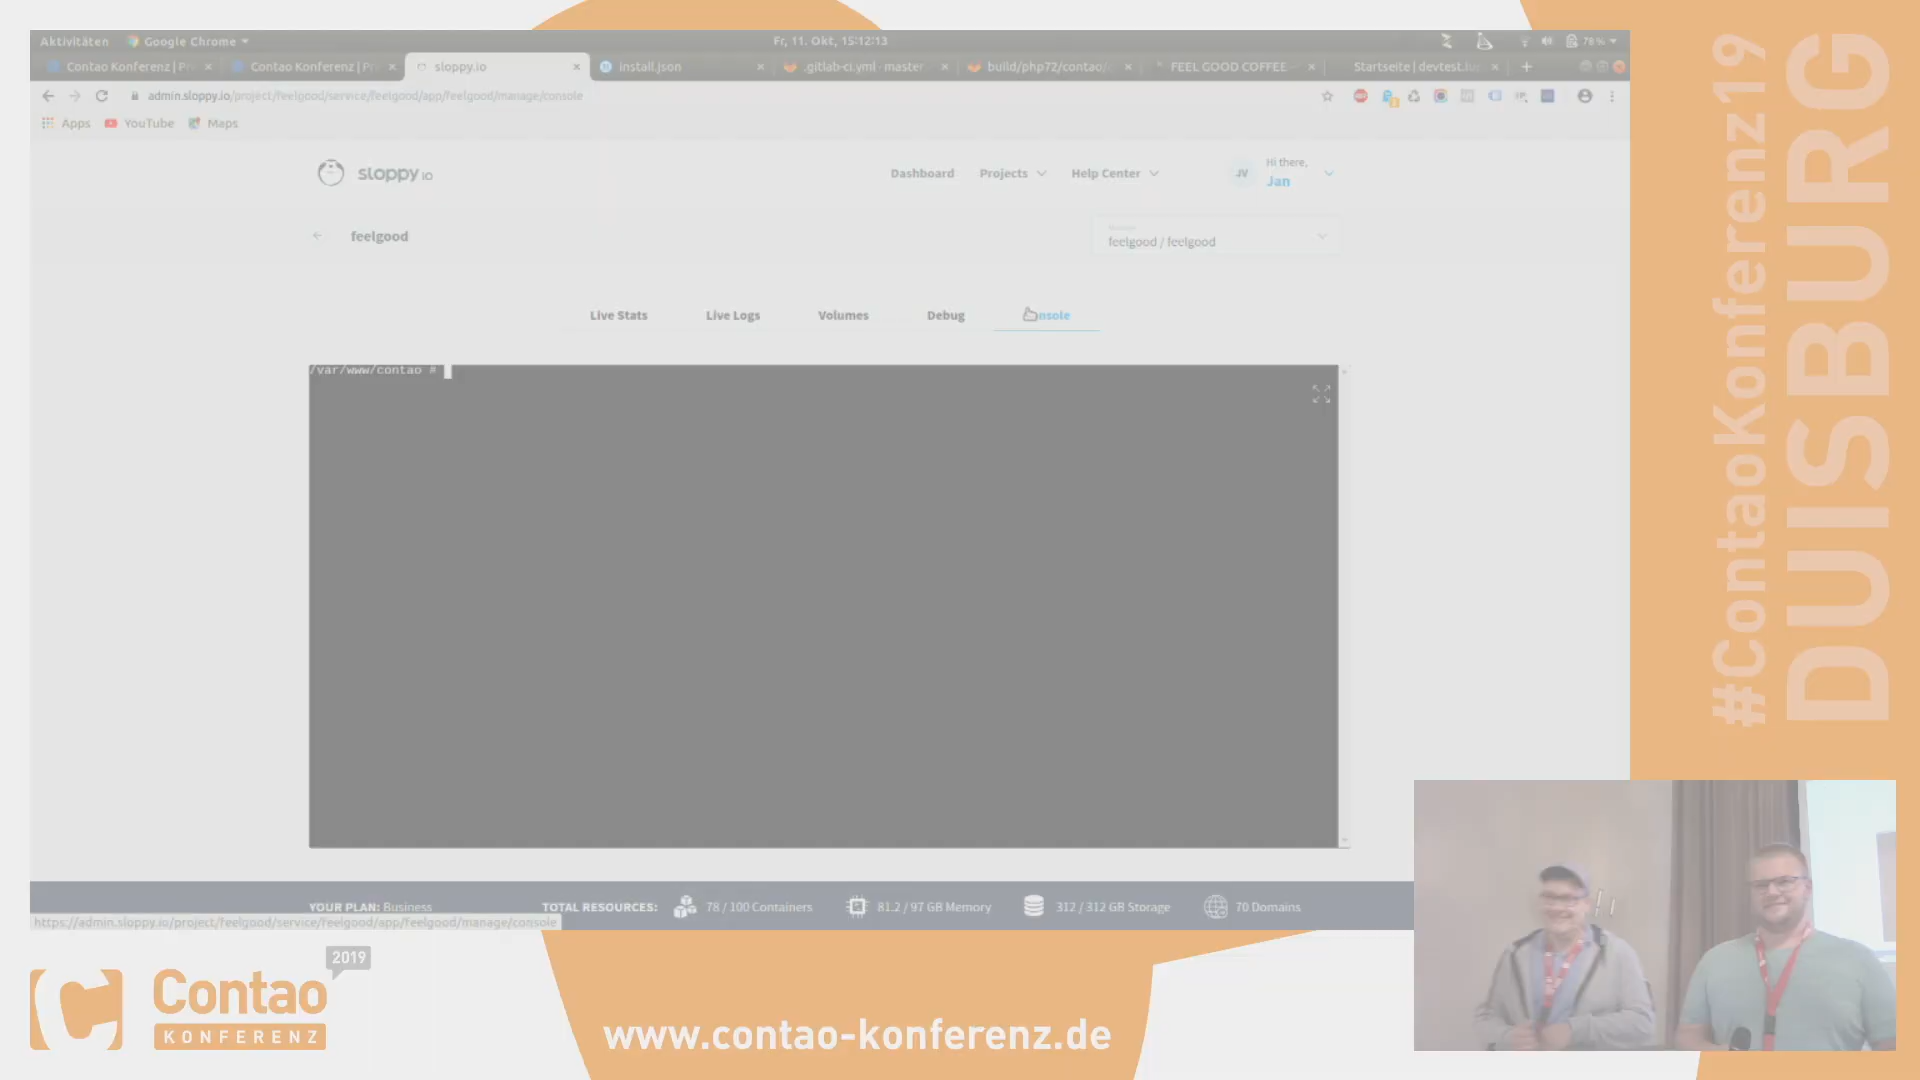 Aktivitäten
Google Chrome
Fr, 11. Okt, 15:12:13
78 %
Contao Konferenz | Pr
Contao Konferenz | Pr
sloppy.io
install.json
.gitlab-ci.yml · master
build/php72/contao/
FEEL GOOD COFFEE
Startseite | devtest.lu
admin.sloppy.io/project/feelgood/service/feelgood/app/feelgood/manage/console
Apps
YouTube
Maps
sloppy.io
Dashboard
Projects
Help Center
JV
Hi there,
Jan
feelgood
feelgood / feelgood
Live Stats
Live Logs
Volumes
Debug
nsole
/var/www/contao #
YOUR PLAN: Business
TOTAL RESOURCES:
78 / 100 Containers
81.2 / 97 GB Memory
312 / 312 GB Storage
70 Domains
https://admin.sloppy.io/project/feelgood/service/feelgood/app/feelgood/manage/console
#ContaoKonferenz19
DUISBURG
2019
Contao
KONFERENZ
www.contao-konferenz.de